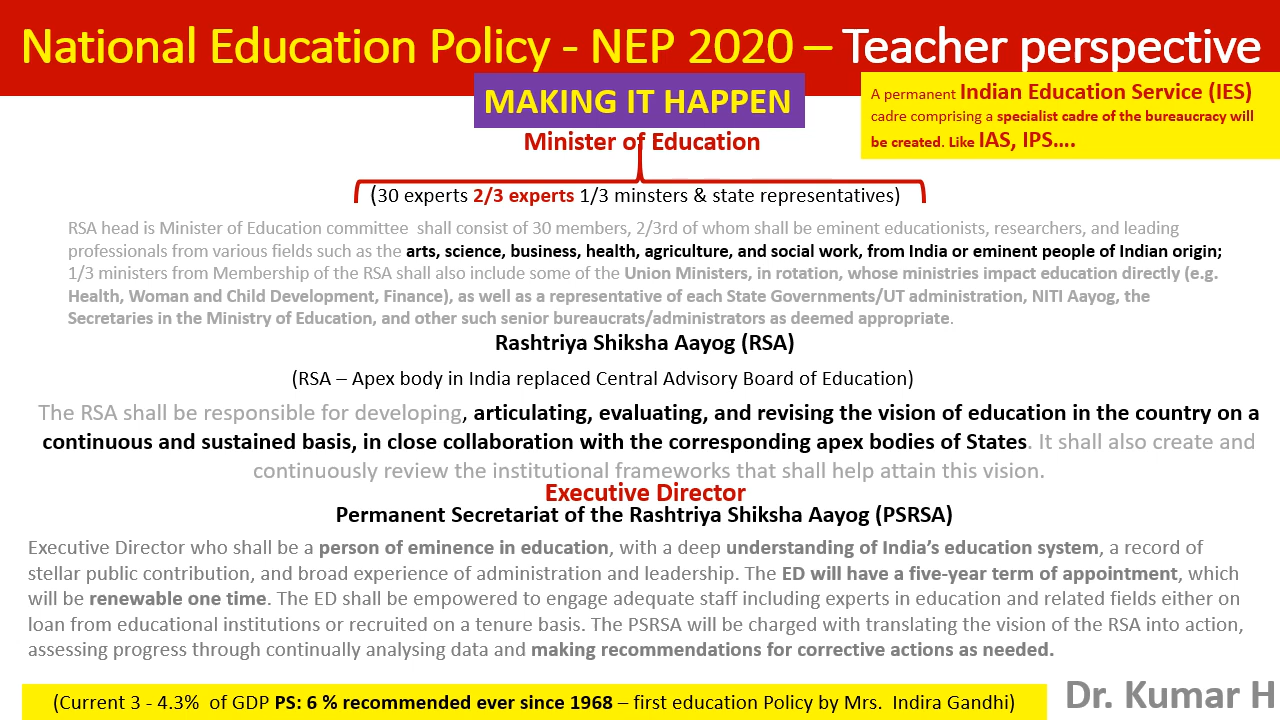 National Education Policy - NEP 2020 – Teacher perspective
MAKING IT HAPPEN
A permanent Indian Education Service (IES)
cadre comprising a specialist cadre of the bureaucracy will
be created. Like IAS, IPS....
Minister of Education
(30 experts 2/3 experts 1/3 minsters & state representatives)
RSA head is Minister of Education committee shall consist of 30 members, 2/3rd of whom shall be eminent educationists, researchers, and leading
professionals from various fields such as the arts, science, business, health, agriculture, and social work, from India or eminent people of Indian origin;
1/3 ministers from Membership of the RSA shall also include some of the Union Ministers, in rotation, whose ministries impact education directly (e.g.
Health, Woman and Child Development, Finance), as well as a representative of each State Governments/UT administration, NITI Aayog, the
Secretaries in the Ministry of Education, and other such senior bureaucrats/administrators as deemed appropriate.
Rashtriya Shiksha Aayog (RSA)
(RSA – Apex body in India replaced Central Advisory Board of Education)
The RSA shall be responsible for developing, articulating, evaluating, and revising the vision of education in the country on a
continuous and sustained basis, in close collaboration with the corresponding apex bodies of States. It shall also create and
continuously review the institutional frameworks that shall help attain this vision.
Executive Director
Permanent Secretariat of the Rashtriya Shiksha Aayog (PSRSA)
Executive Director who shall be a person of eminence in education, with a deep understanding of India's education system, a record of
stellar public contribution, and broad experience of administration and leadership. The ED will have a five-year term of appointment, which
will be renewable one time. The ED shall be empowered to engage adequate staff including experts in education and related fields either on
loan from educational institutions or recruited on a tenure basis. The PSRSA will be charged with translating the vision of the RSA into action,
assessing progress through continually analysing data and making recommendations for corrective actions as needed.
(Current 3 - 4.3% of GDP PS: 6 % recommended ever since 1968 – first education Policy by Mrs. Indira Gandhi)
Dr. Kumar H